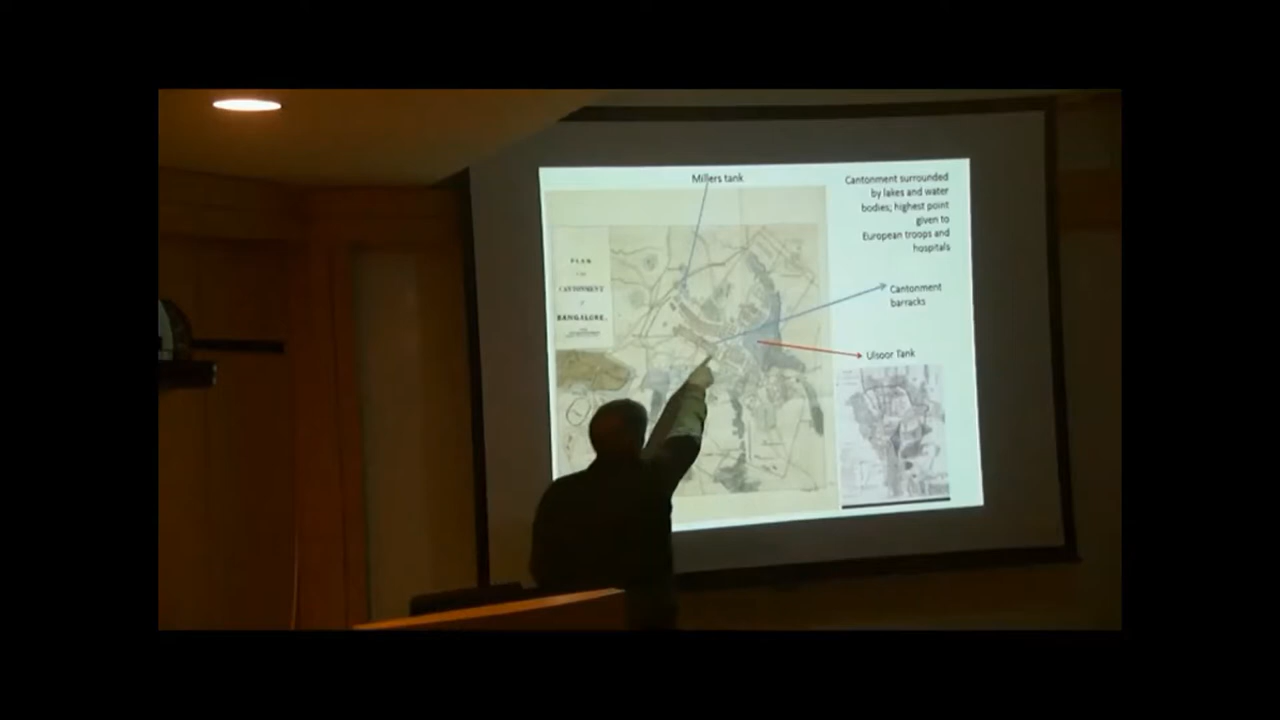 Millers tank
Cantonment surrounded
by lakes and water
bodies; highest point
given to
European troops and
hospitals
PLAN
CANTONMENT
of
BANGALORE.
Cantonment
barracks
Ulsoor Tank